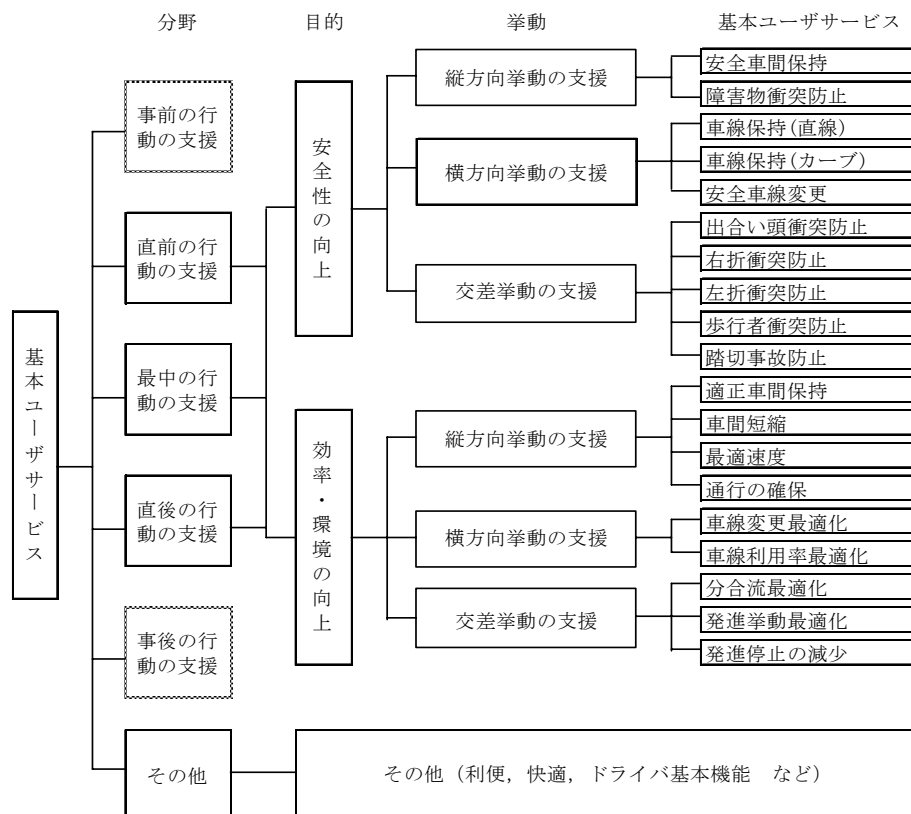 分野
目的
挙動
基本ユーザサービス
基本ユーザサービス
事前の行
動の支援
直前の行
動の支援
最中の行
動の支援
直後の行
動の支援
事後の行
動の支援
その他
安全性の向上
効率・環境の向上
縦方向挙動の支援
横方向挙動の支援
交差挙動の支援
縦方向挙動の支援
横方向挙動の支援
交差挙動の支援
安全車間保持
障害物衝突防止
車線保持(直線)
車線保持(カーブ)
安全車線変更
出合い頭衝突防止
右折衝突防止
左折衝突防止
歩行者衝突防止
踏切事故防止
適正車間保持
車間短縮
最適速度
通行の確保
車線変更最適化
車線利用率最適化
分合流最適化
発進挙動最適化
発進停止の減少
その他（利便，快適，ドライバ基本機能　など）